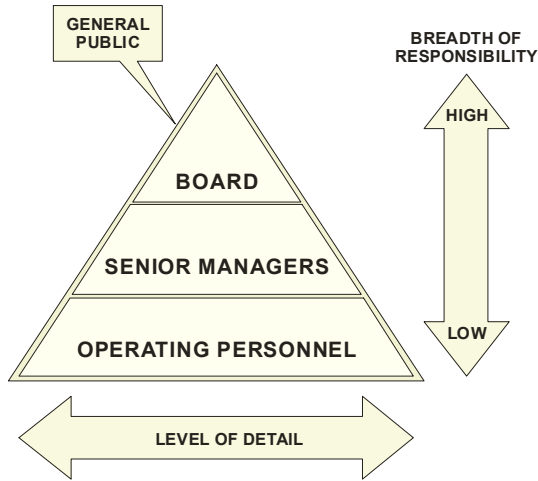 GENERAL
PUBLIC
BREADTH OF
RESPONSIBILITY
HIGH
BOARD
SENIOR MANAGERS
LOW
OPERATING PERSONNEL
LEVEL OF DETAIL